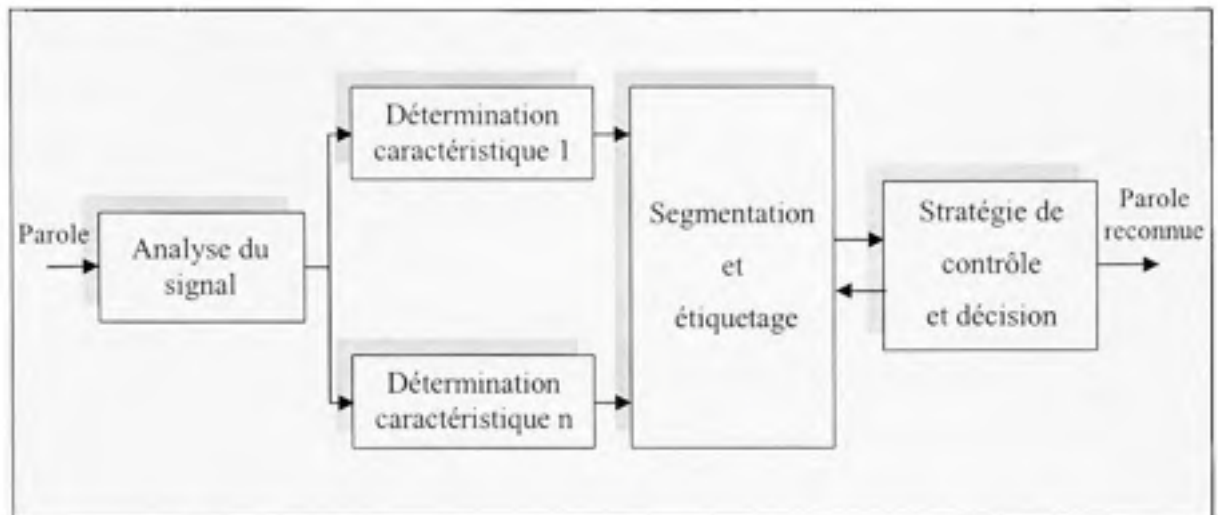 Parole
Analyse du
signal
Détermination
caractéristique 1
Détermination
caractéristique n
Segmentation
et
étiquetage
Stratégie de
contrôle
et décision
Parole
reconnue